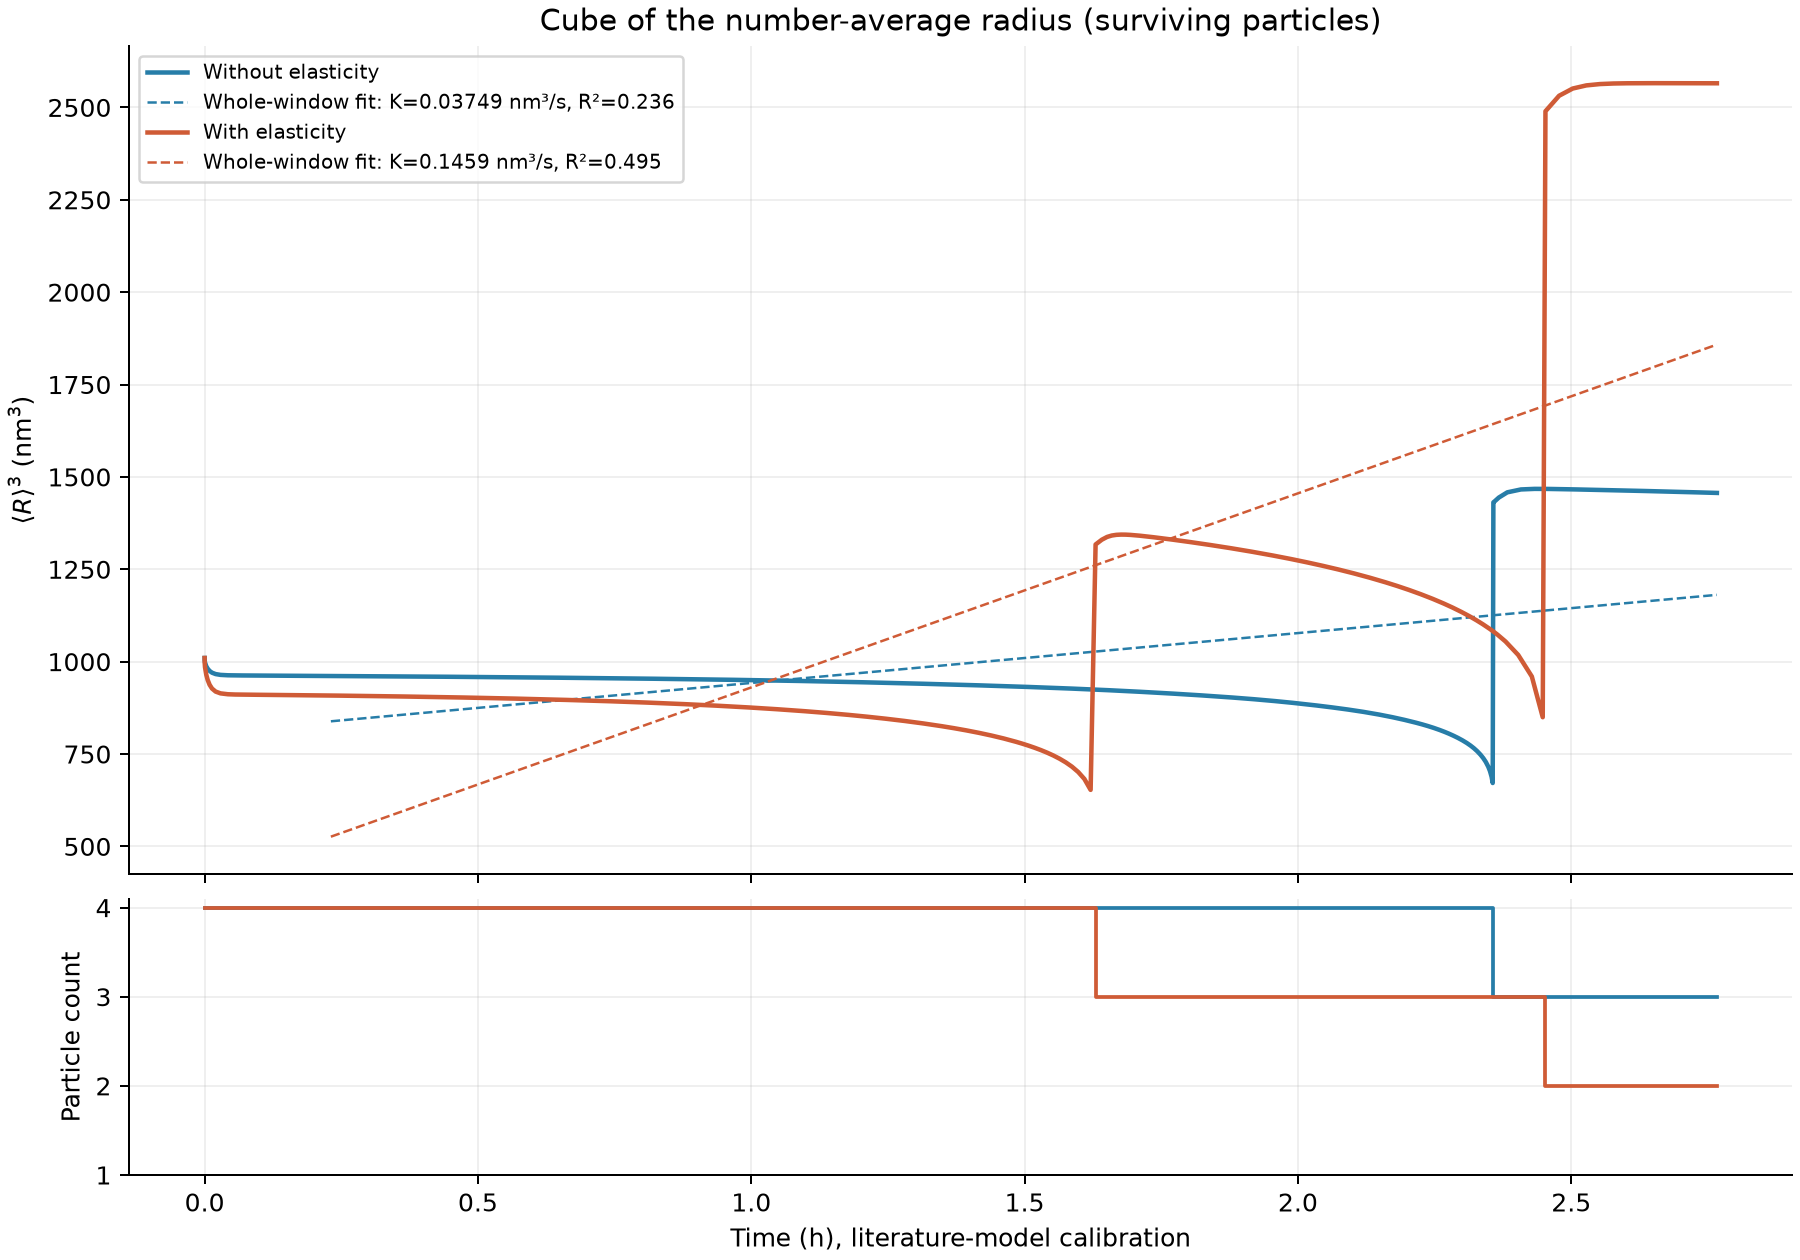 Cube of the number-average radius (surviving particles)
Without elasticity
Whole-window fit: K=0.03749 nm³/s, R²=0.236
With elasticity
Whole-window fit: K=0.1459 nm³/s, R²=0.495
⟨R⟩³ (nm³)
2500
2250
2000
1750
1500
1250
1000
750
500
Particle count
4
3
2
1
0.0 0.5 1.0 1.5 2.0 2.5
Time (h), literature-model calibration